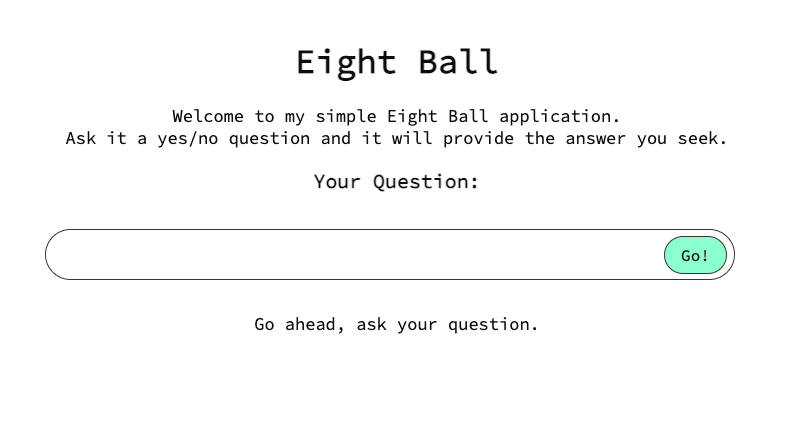 Eight Ball
Welcome to my simple Eight Ball application.
Ask it a yes/no question and it will provide the answer you seek.
Your Question:
Go!
Go ahead, ask your question.